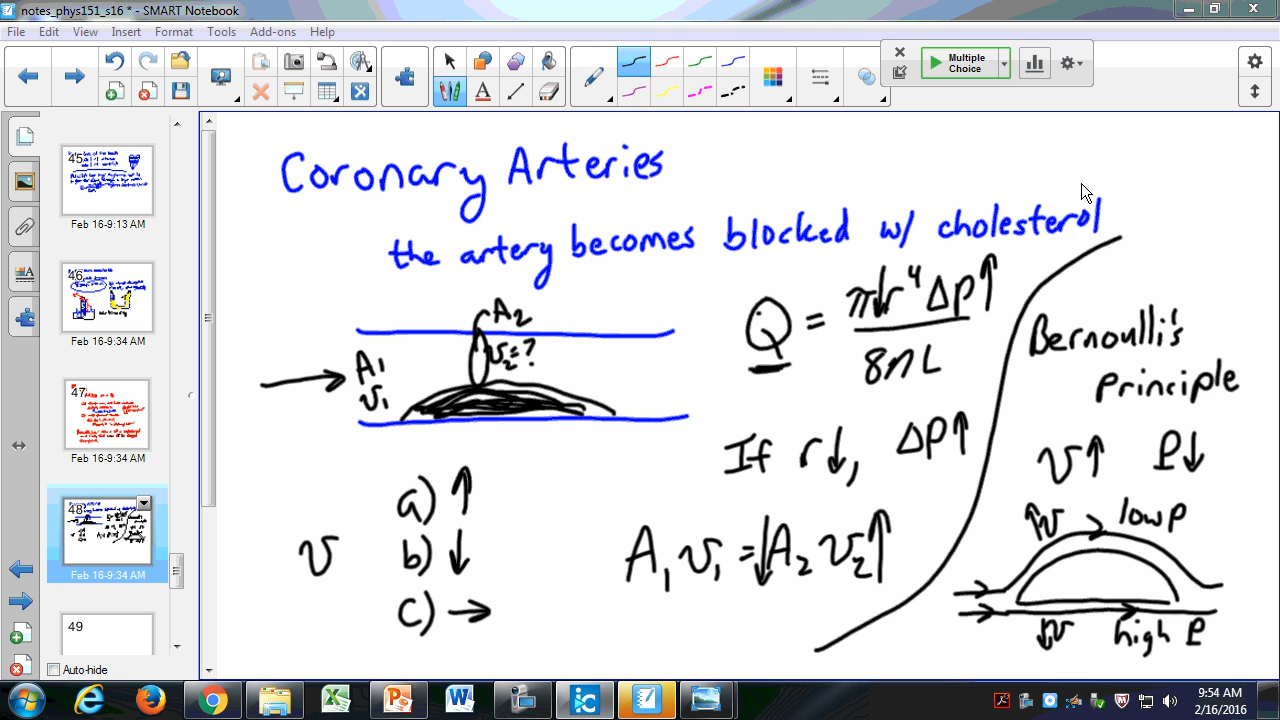 notes_phys151_s16 * - SMART Notebook
File Edit View Insert Format Tools Add-ons Help
Multiple Choice
45
Feb 16-9:13 AM
46
Feb 16-9:34 AM
47
Feb 16-9:34 AM
48
Feb 16-9:34 AM
49
Auto-hide
Coronary Arteries
the artery becomes blocked w/ cholesterol
A₂
A₁
v₁
v₂=?
Q = π↓r⁴ ΔP↑
8ηL
If r↓, ΔP↑
v
a) ↑
b) ↓
c) →
A₁v₁ = ↓A₂v₂↑
Bernoulli's
Principle
v↑ P↓
↑v low P
↓v high P
9:54 AM
2/16/2016